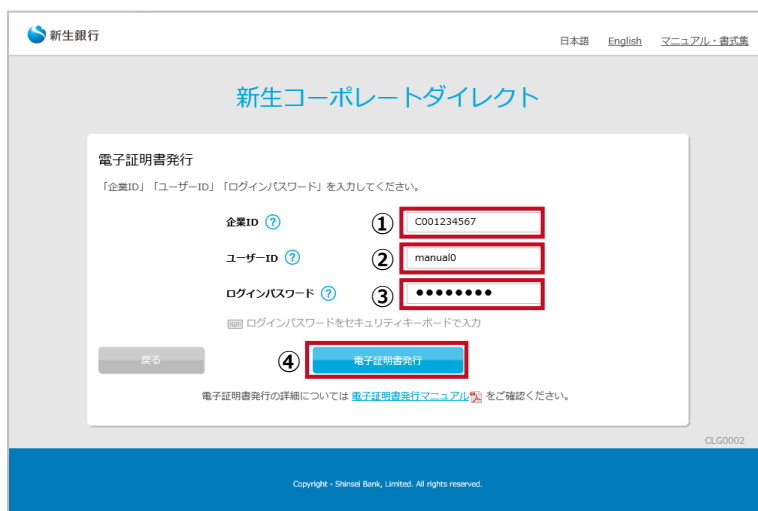 新生銀行
日本語 English マニュアル・書式集
新生コーポレートダイレクト
電子証明書発行
「企業ID」「ユーザーID」「ログインパスワード」を入力してください。
企業ID ? ① C001234567
ユーザーID ? ② manual0
ログインパスワード ? ③ ●●●●●●●●
ログインパスワードをセキュリティキーボードで入力
戻る ④ 電子証明書発行
電子証明書発行の詳細については 電子証明書発行マニュアル をご確認ください。
CLG0002
Copyright - Shinsei Bank, Limited. All rights reserved.